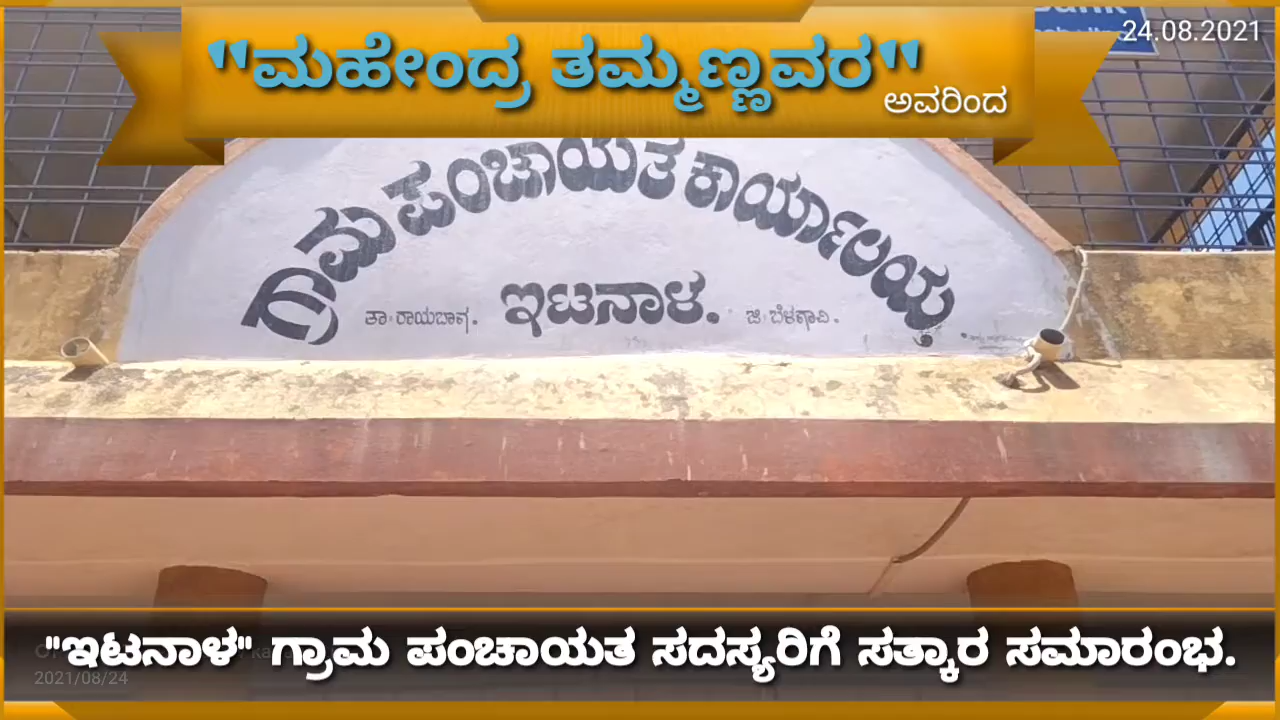 24.08.2021
"ಮಹೇಂದ್ರ ತಮ್ಮಣ್ಣವರ"
ಅವರಿಂದ
ಗ್ರಾಮ ಪಂಚಾಯತ ಕಾರ್ಯಾಲಯ
ತಾ: ರಾಯಬಾಗ. ಇಟನಾಳ. ಜಿ: ಬೆಳಗಾವಿ.
"ಇಟನಾಳ" ಗ್ರಾಮ ಪಂಚಾಯತ ಸದಸ್ಯರಿಗೆ ಸತ್ಕಾರ ಸಮಾರಂಭ.
2021/08/24